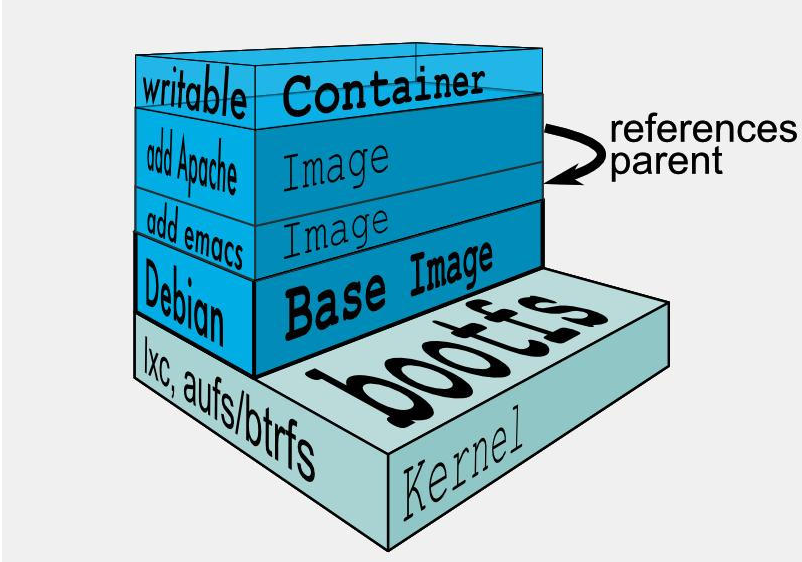 writable Container
add Apache Image
references
parent
add emacs Image
Debian Base Image
bootfs
lxc, aufs/btrfs
Kernel